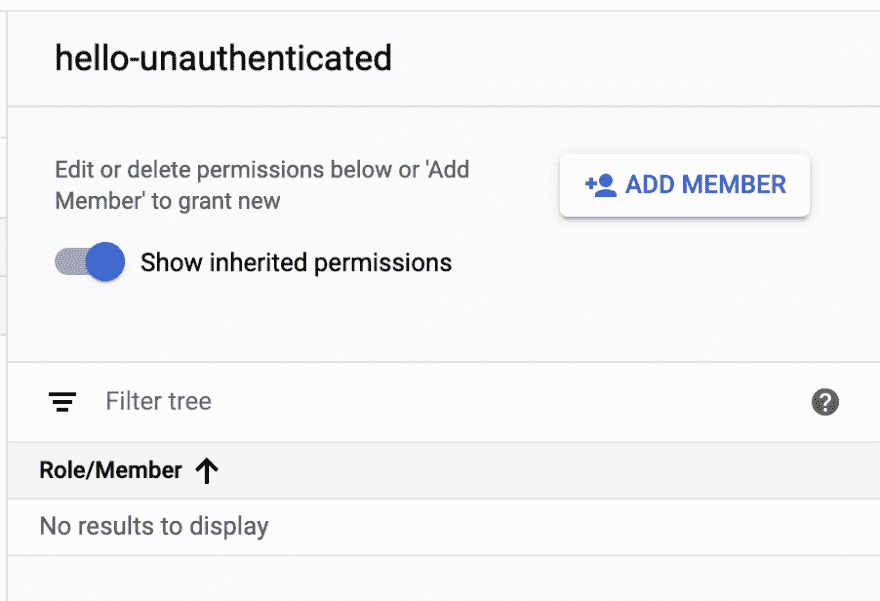 hello-unauthenticated
Edit or delete permissions below or 'Add
Member' to grant new
ADD MEMBER
Show inherited permissions
Filter tree
?
Role/Member
No results to display